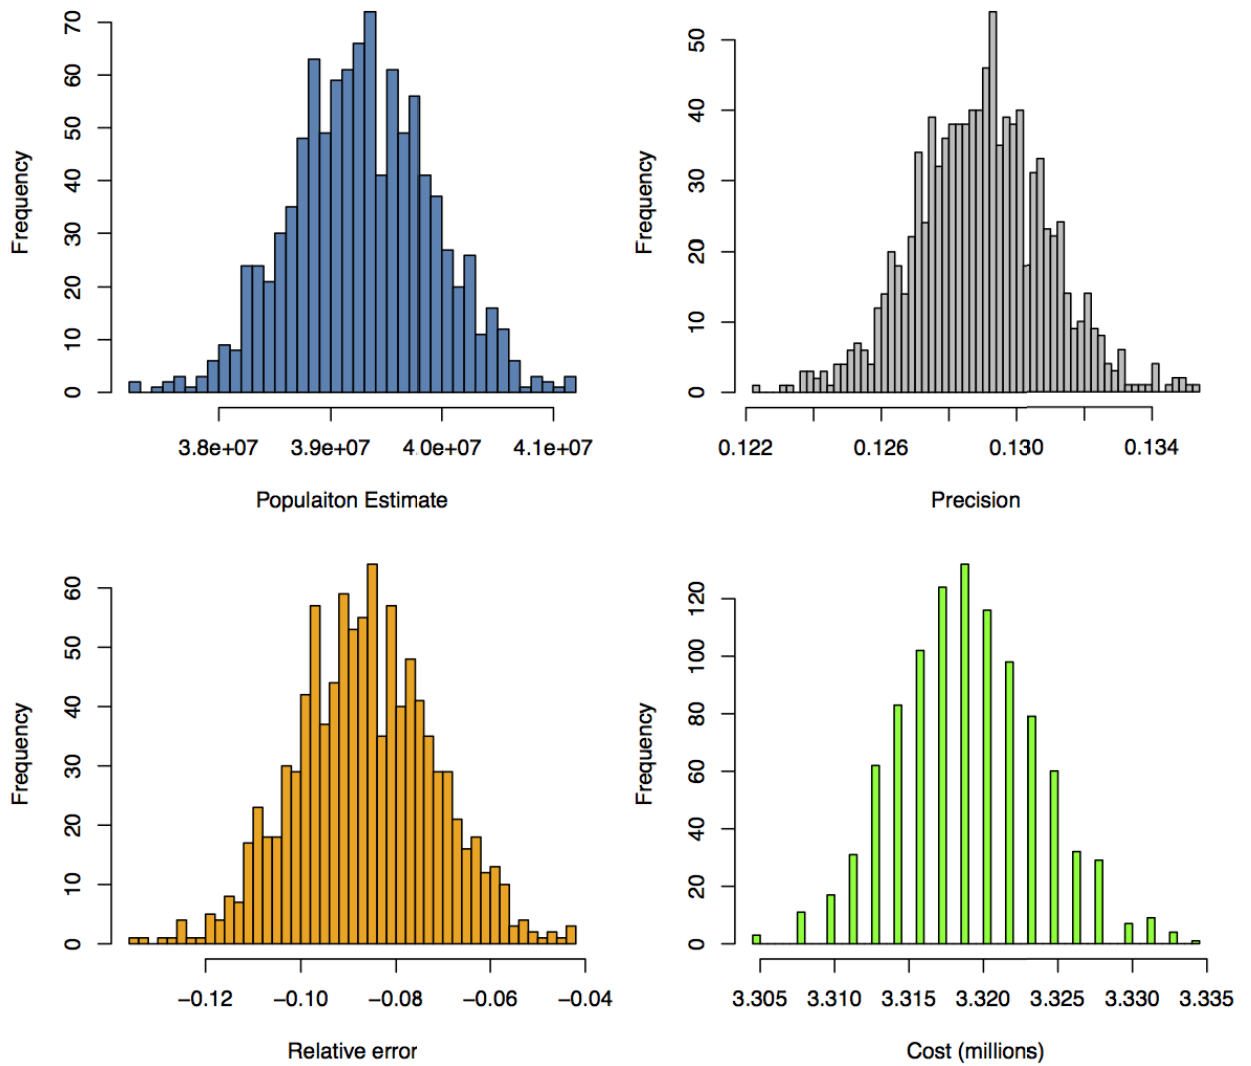 Frequency
70
60
50
40
30
20
10
0
3.8e+07 3.9e+07 4.0e+07 4.1e+07
Populaiton Estimate
Frequency
50
40
30
20
10
0
0.122 0.126 0.130 0.134
Precision
Frequency
60
50
40
30
20
10
0
−0.12 −0.10 −0.08 −0.06 −0.04
Relative error
Frequency
120
100
80
60
40
20
0
3.305 3.310 3.315 3.320 3.325 3.330 3.335
Cost (millions)